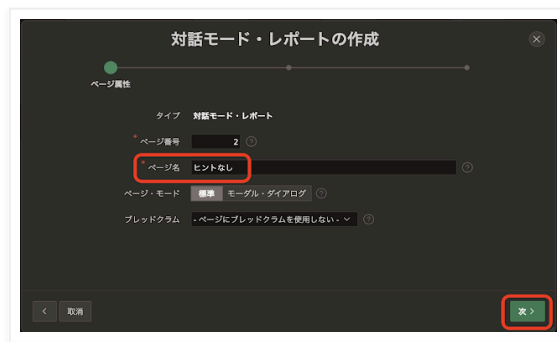 対話モード・レポートの作成
ページ属性
タイプ 対話モード・レポート
* ページ番号 2
* ページ名 ヒントなし
ページ・モード 標準 モーダル・ダイアログ
ブレッドクラム - ページにブレッドクラムを使用しない -
取消
次